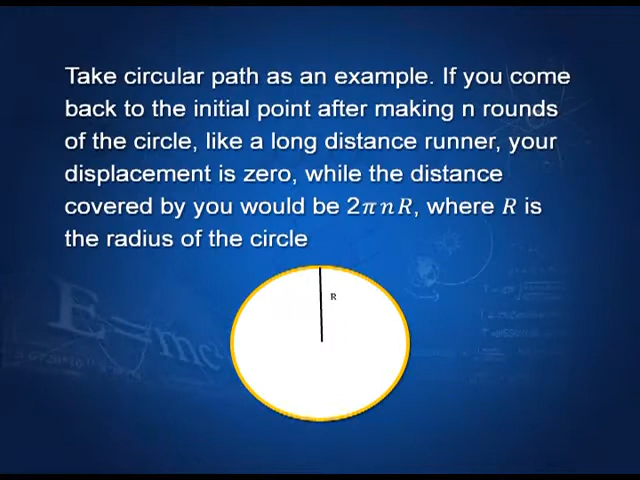 Take circular path as an example. If you come
back to the initial point after making n rounds
of the circle, like a long distance runner, your
displacement is zero, while the distance
covered by you would be 2𝜋𝑛𝑅, where 𝑅 is
the radius of the circle
R
E=mc²